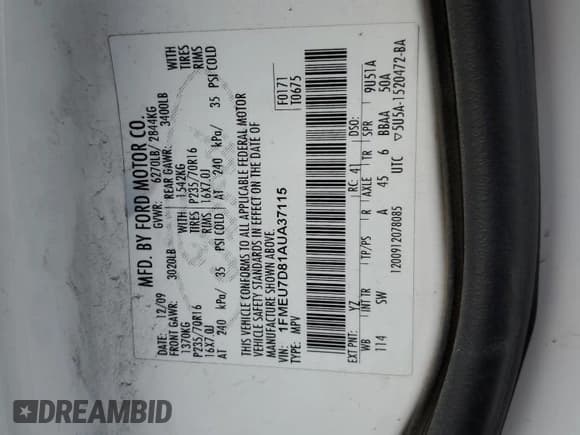 MFD. BY FORD MOTOR CO.
DATE: 12/09 GVWR: 6270LB/ 2844KG
FRONT GAWR: 3020LB REAR GAWR: 3400LB
1370KG WITH 1542KG WITH
P235/70R16 TIRES P235/70R16 TIRES
16X7.0J RIMS 16X7.0J RIMS
AT 240 kPa/ 35 PSI COLD AT 240 kPa/ 35 PSI COLD
THIS VEHICLE CONFORMS TO ALL APPLICABLE FEDERAL MOTOR
VEHICLE SAFETY STANDARDS IN EFFECT ON THE DATE OF
MANUFACTURE SHOWN ABOVE.
VIN: 1FMEU7D81AUA37115 F0171
TYPE: MPV T0675
EXT PNT: YZ RC: 41 DSO:
WB INT TR TP/PS R AXLE TR SPR 9U51A
114 SW A 45 6 BBAA 50A
1200912078085 UTC ▽5U5A-1520472-BA
DREAMBID